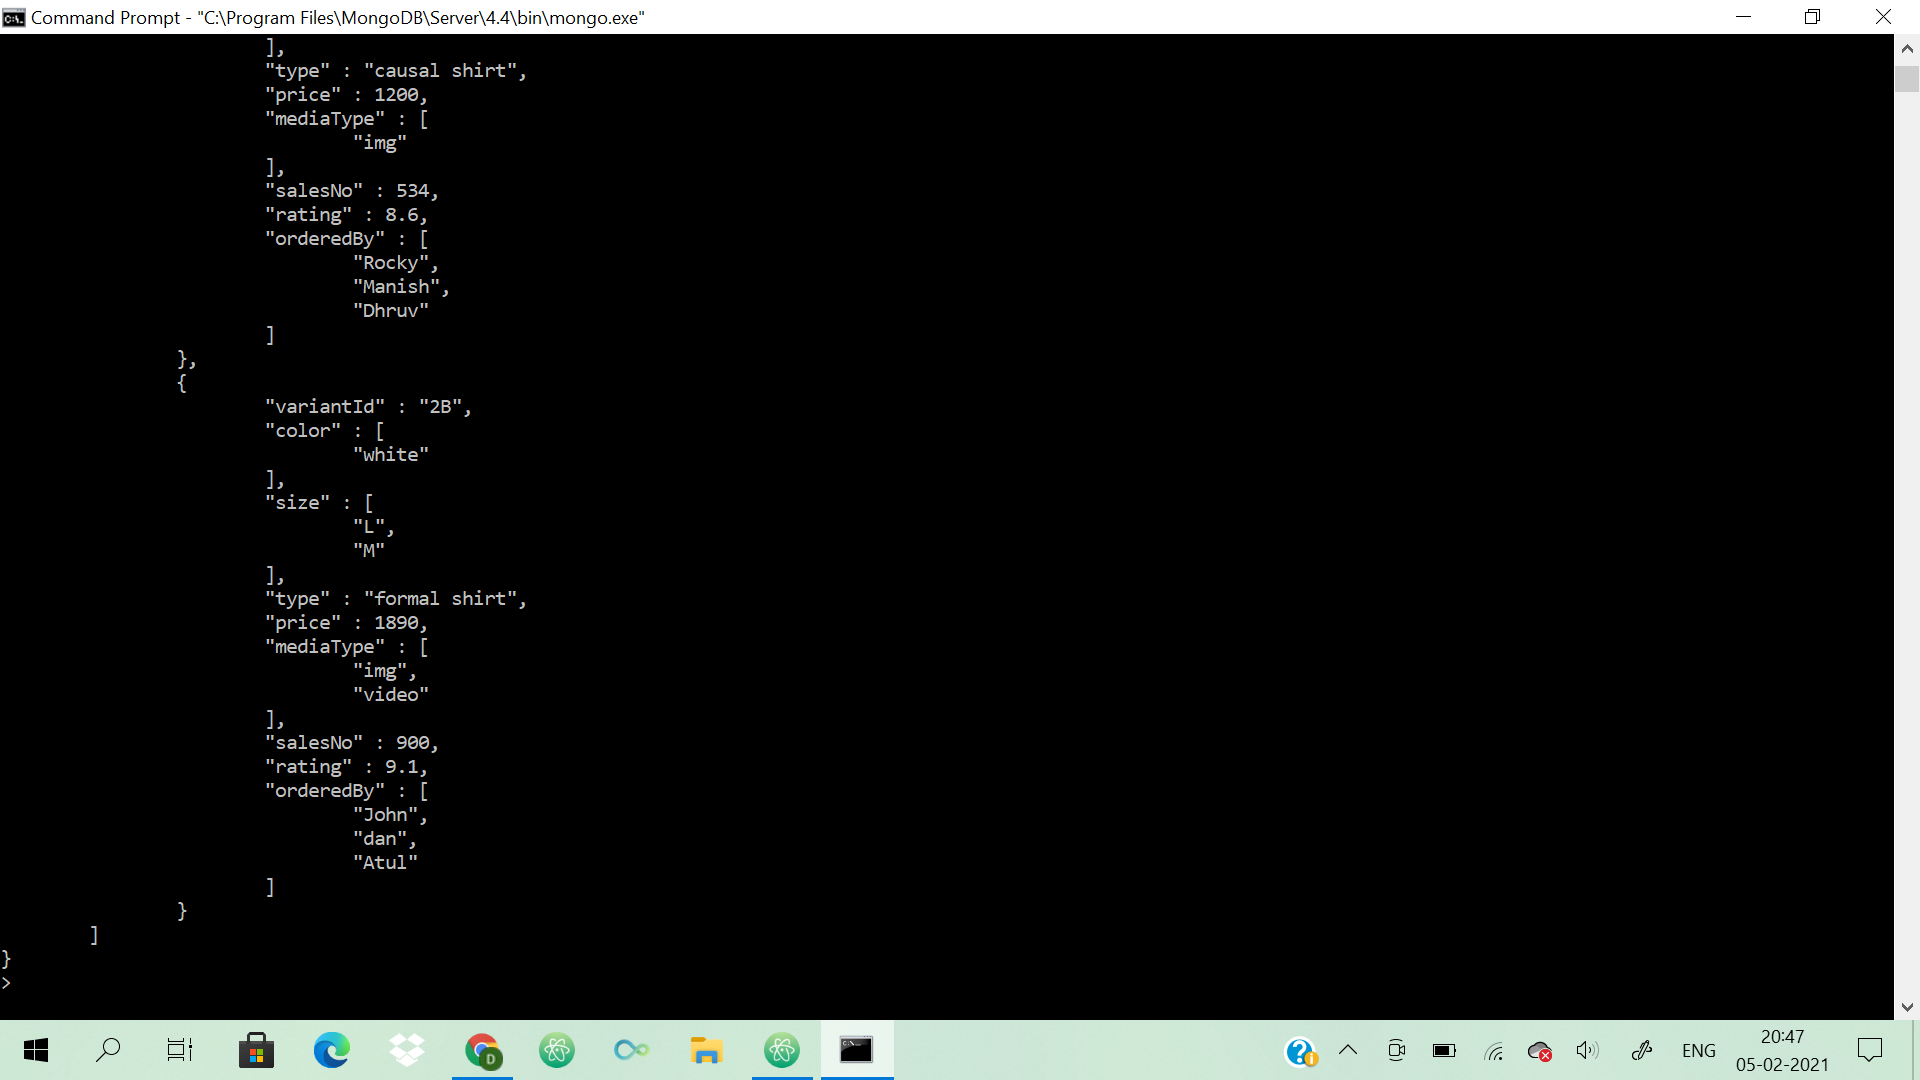 Command Prompt - "C:\Program Files\MongoDB\Server\4.4\bin\mongo.exe"
],
"type" : "causal shirt",
"price" : 1200,
"mediaType" : [
"img"
],
"salesNo" : 534,
"rating" : 8.6,
"orderedBy" : [
"Rocky",
"Manish",
"Dhruv"
]
},
{
"variantId" : "2B",
"color" : [
"white"
],
"size" : [
"L",
"M"
],
"type" : "formal shirt",
"price" : 1890,
"mediaType" : [
"img",
"video"
],
"salesNo" : 900,
"rating" : 9.1,
"orderedBy" : [
"John",
"dan",
"Atul"
]
}
]
}
>
D
ENG
20:47
05-02-2021